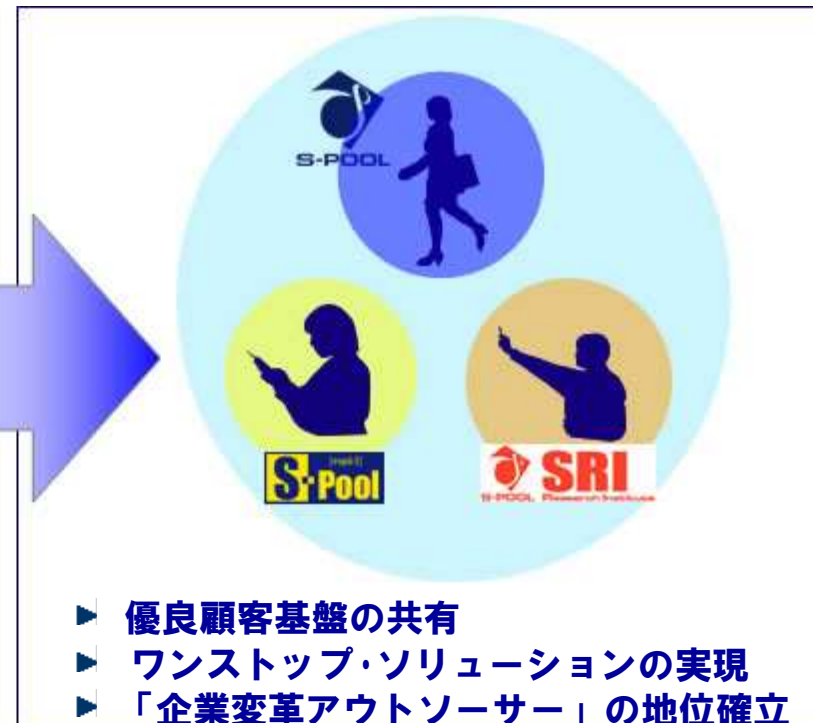 S-POOL
S-Pool
SRI
S-POOL Research Institute
優良顧客基盤の共有
ワンストップ・ソリューションの実現
「企業変革アウトソーサー」の地位確立